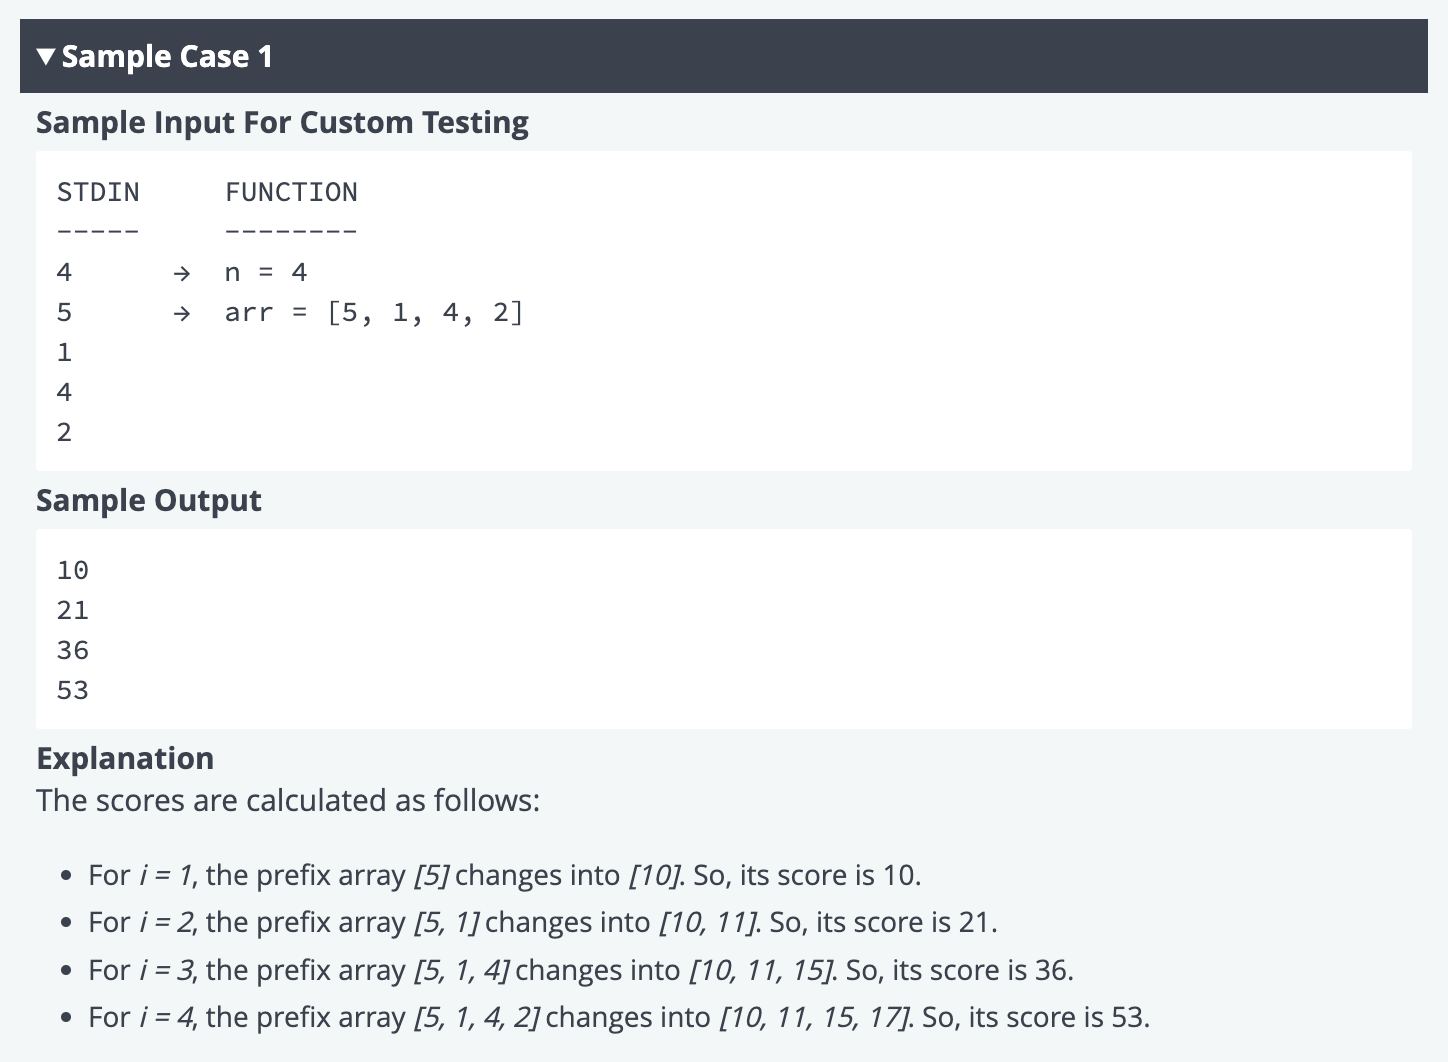 ▼ Sample Case 1
Sample Input For Custom Testing
STDIN     FUNCTION
-----     --------
4      →  n = 4
5      →  arr = [5, 1, 4, 2]
1
4
2
Sample Output
10
21
36
53
Explanation
The scores are calculated as follows:
• For i = 1, the prefix array [5] changes into [10]. So, its score is 10.
• For i = 2, the prefix array [5, 1] changes into [10, 11]. So, its score is 21.
• For i = 3, the prefix array [5, 1, 4] changes into [10, 11, 15]. So, its score is 36.
• For i = 4, the prefix array [5, 1, 4, 2] changes into [10, 11, 15, 17]. So, its score is 53.